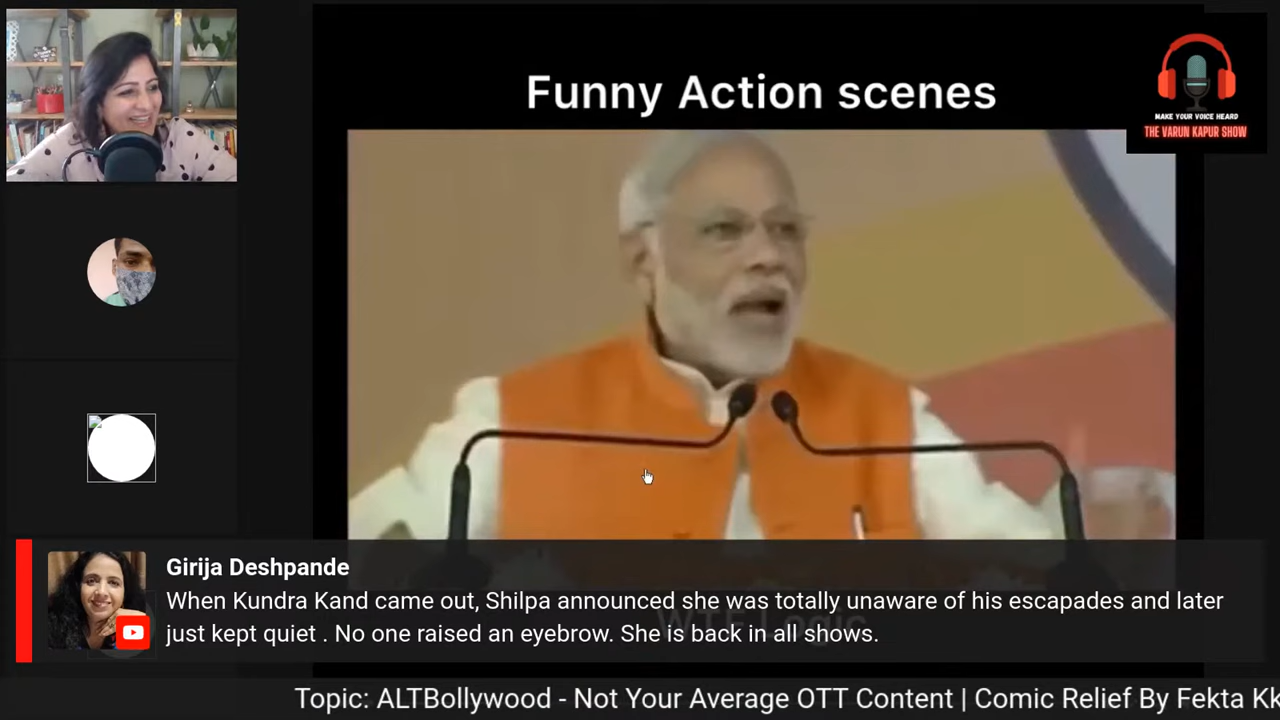 Funny Action scenes
MAKE YOUR VOICE HEARD
THE VARUN KAPUR SHOW
Girija Deshpande
When Kundra Kand came out, Shilpa announced she was totally unaware of his escapades and later
just kept quiet . No one raised an eyebrow. She is back in all shows.
Topic: ALTBollywood - Not Your Average OTT Content | Comic Relief By Fekta Kk